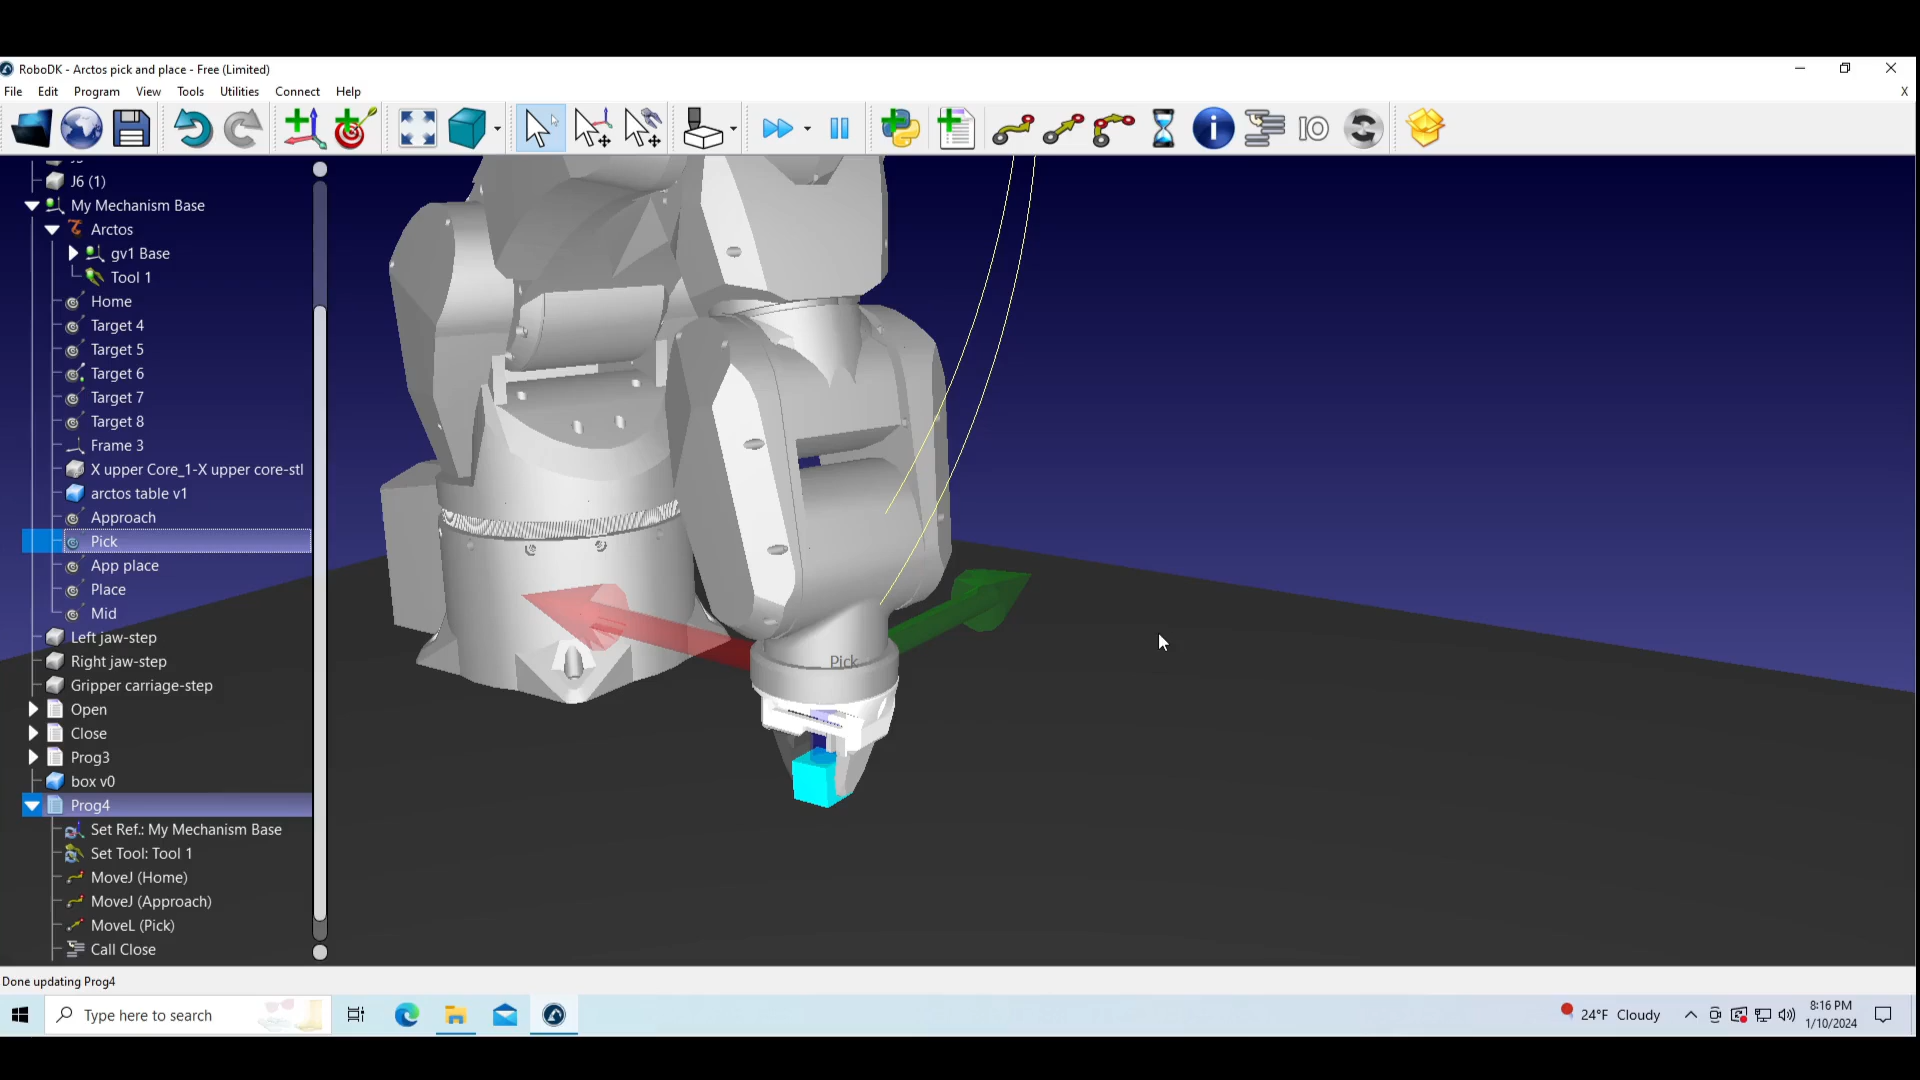 RoboDK - Arctos pick and place - Free (Limited)
File Edit Program View Tools Utilities Connect Help
X
IO
J6 (1)
My Mechanism Base
Arctos
gv1 Base
Tool 1
Home
Target 4
Target 5
Target 6
Target 7
Target 8
Frame 3
X upper Core_1-X upper core-stl
arctos table v1
Approach
Pick
App place
Place
Mid
Left jaw-step
Right jaw-step
Gripper carriage-step
Open
Close
Prog3
box v0
Prog4
Set Ref.: My Mechanism Base
Set Tool: Tool 1
MoveJ (Home)
MoveJ (Approach)
MoveL (Pick)
Call Close
Pick
Done updating Prog4
Type here to search
24°F Cloudy
8:16 PM
1/10/2024